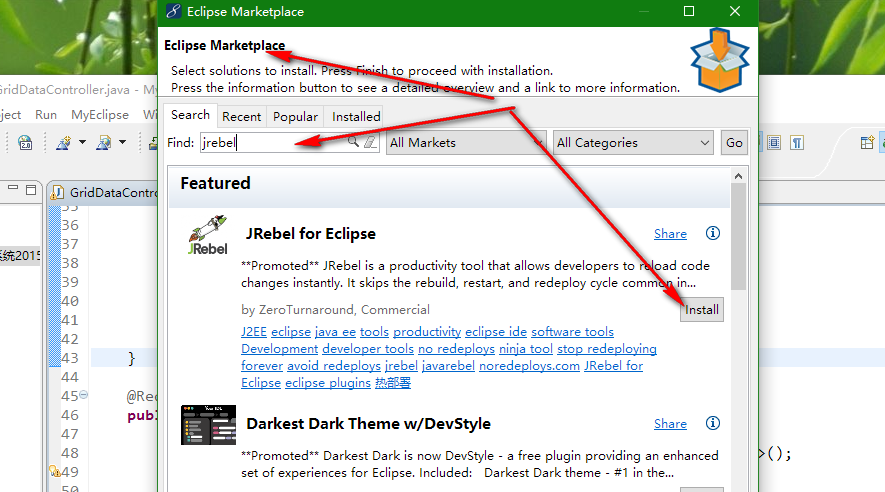 Eclipse Marketplace
Eclipse Marketplace
Select solutions to install. Press Finish to proceed with installation.
Press the information button to see a detailed overview and a link to more information.
GridDataController.java - My
ject Run MyEclipse Wi
Search Recent Popular Installed
Find: jrebel All Markets All Categories Go
GridDataContro
Featured
JRebel
JRebel for Eclipse Share
**Promoted** JRebel is a productivity tool that allows developers to reload code
changes instantly. It skips the rebuild, restart, and redeploy cycle common in...
by ZeroTurnaround, Commercial Install
J2EE eclipse java ee tools productivity eclipse ide software tools
Development developer tools no redeploys ninja tool stop redeploying
forever avoid redeploys jrebel javarebel noredeploys.com JRebel for
Eclipse eclipse plugins 热部署
Darkest Dark Theme w/DevStyle Share
**Promoted** Darkest Dark is now DevStyle - a free plugin providing an enhanced
set of experiences for Eclipse. Included: Darkest Dark theme - #1 in the...
系统2015
35
36
37
38
39
40
41
42
43 }
44
45 @Rec
46 publ
47
48 >();
49
50